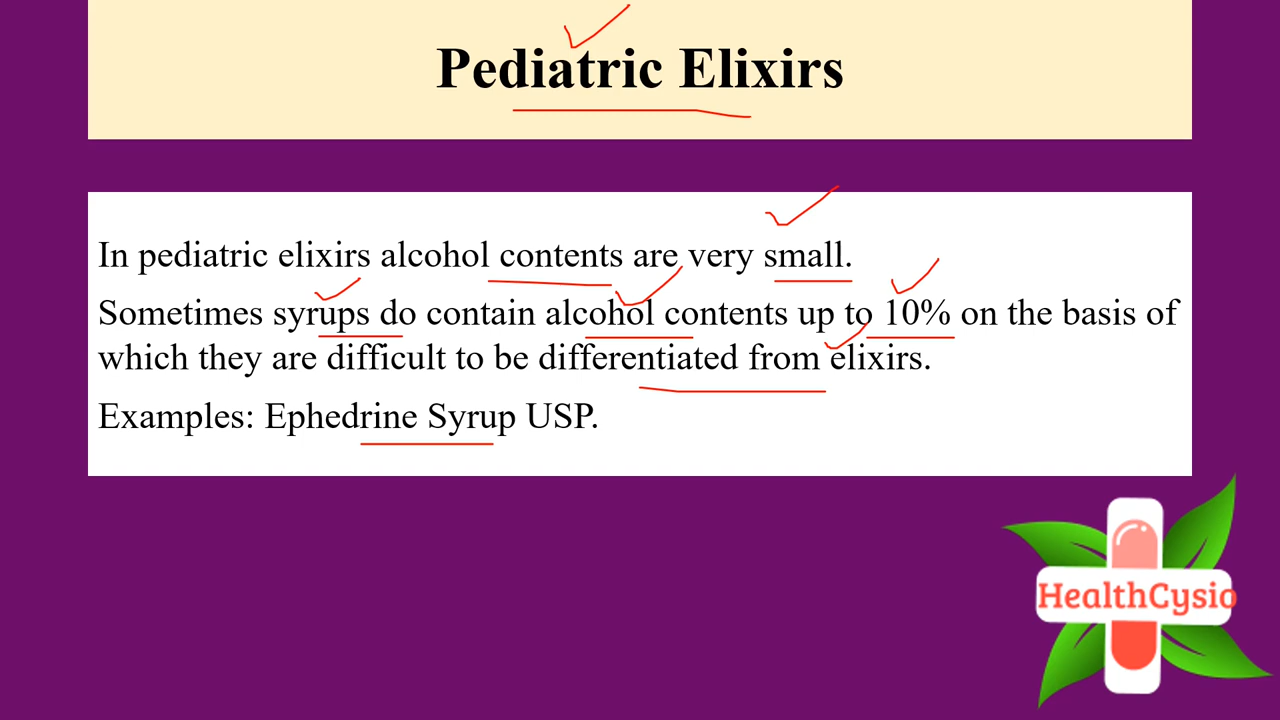 Pediatric Elixirs
In pediatric elixirs alcohol contents are very small.
Sometimes syrups do contain alcohol contents up to 10% on the basis of
which they are difficult to be differentiated from elixirs.
Examples: Ephedrine Syrup USP.
HealthCysio